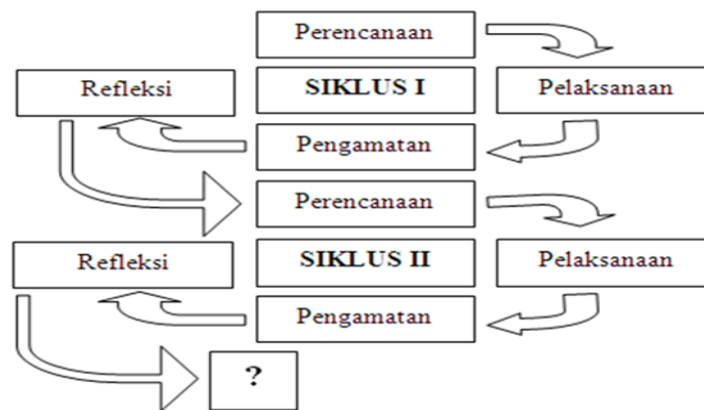 Perencanaan
Refleksi
SIKLUS I
Pelaksanaan
Pengamatan
Perencanaan
Refleksi
SIKLUS II
Pelaksanaan
Pengamatan
?